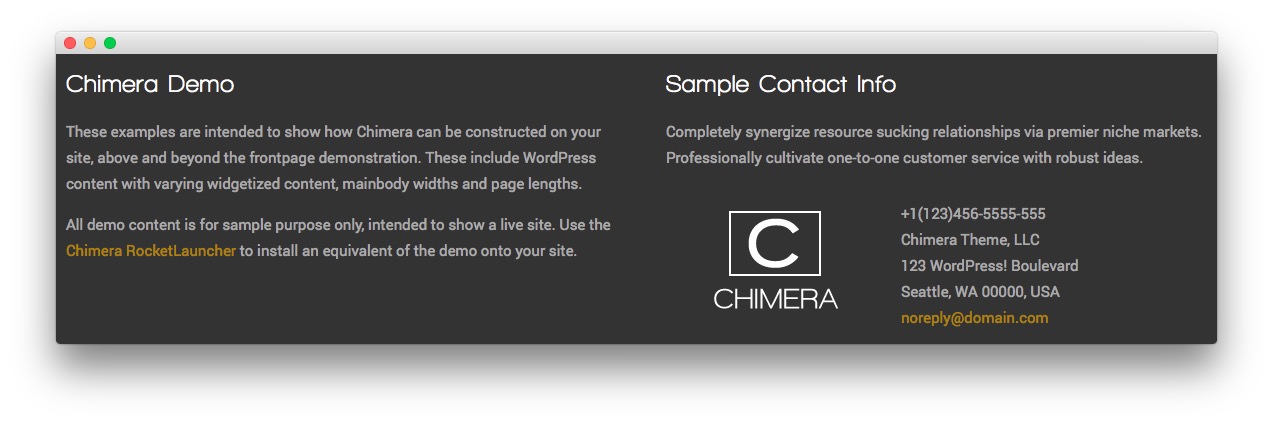 Chimera Demo
These examples are intended to show how Chimera can be constructed on your
site, above and beyond the frontpage demonstration. These include WordPress
content with varying widgetized content, mainbody widths and page lengths.
All demo content is for sample purpose only, intended to show a live site. Use the
Chimera RocketLauncher to install an equivalent of the demo onto your site.
Sample Contact Info
Completely synergize resource sucking relationships via premier niche markets.
Professionally cultivate one-to-one customer service with robust ideas.
C
CHIMERA
+1(123)456-5555-555
Chimera Theme, LLC
123 WordPress! Boulevard
Seattle, WA 00000, USA
noreply@domain.com